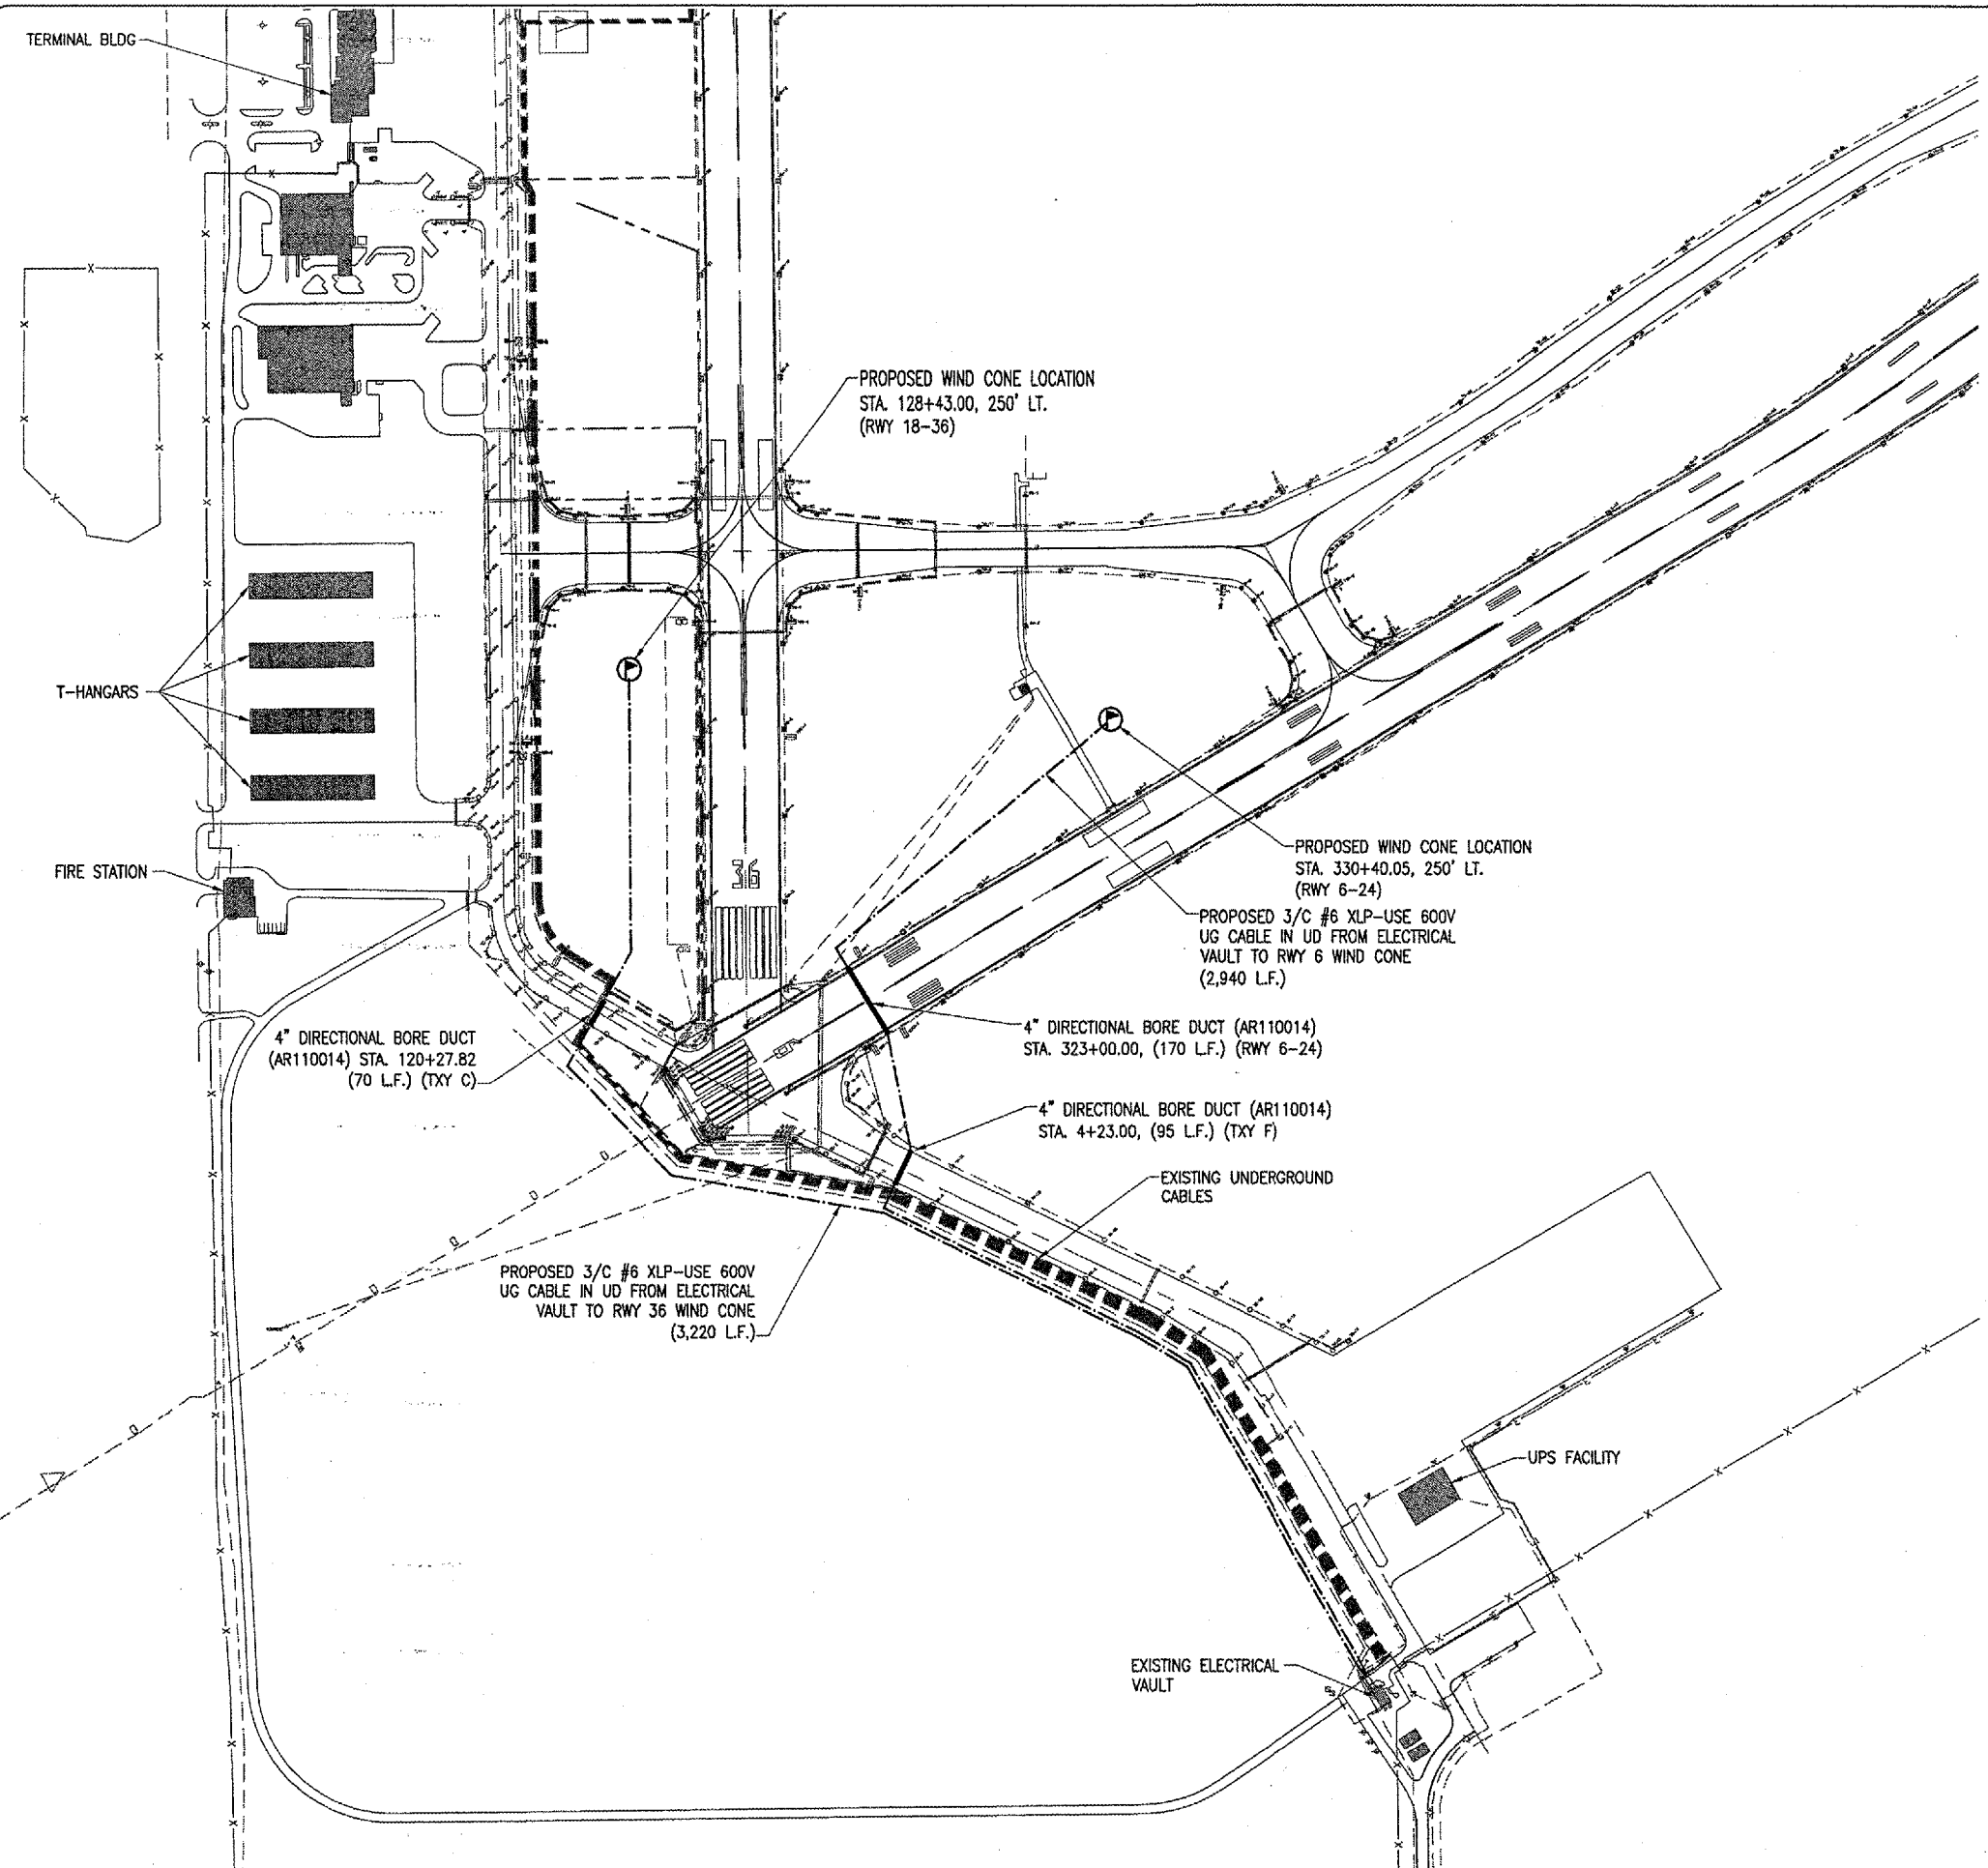 TERMINAL BLDG
PROPOSED WIND CONE LOCATION
STA. 128+43.00, 250' LT.
(RWY 18-36)
T-HANGARS
PROPOSED WIND CONE LOCATION
STA. 330+40.05, 250' LT.
(RWY 6-24)
FIRE STATION
36
PROPOSED 3/C #6 XLP-USE 600V
UG CABLE IN UD FROM ELECTRICAL
VAULT TO RWY 6 WIND CONE
(2,940 L.F.)
4" DIRECTIONAL BORE DUCT
(AR110014) STA. 120+27.82
(70 L.F.) (TXY C)
4" DIRECTIONAL BORE DUCT (AR110014)
STA. 323+00.00, (170 L.F.) (RWY 6-24)
4" DIRECTIONAL BORE DUCT (AR110014)
STA. 4+23.00, (95 L.F.) (TXY F)
EXISTING UNDERGROUND
CABLES
PROPOSED 3/C #6 XLP-USE 600V
UG CABLE IN UD FROM ELECTRICAL
VAULT TO RWY 36 WIND CONE
(3,220 L.F.)
UPS FACILITY
EXISTING ELECTRICAL
VAULT